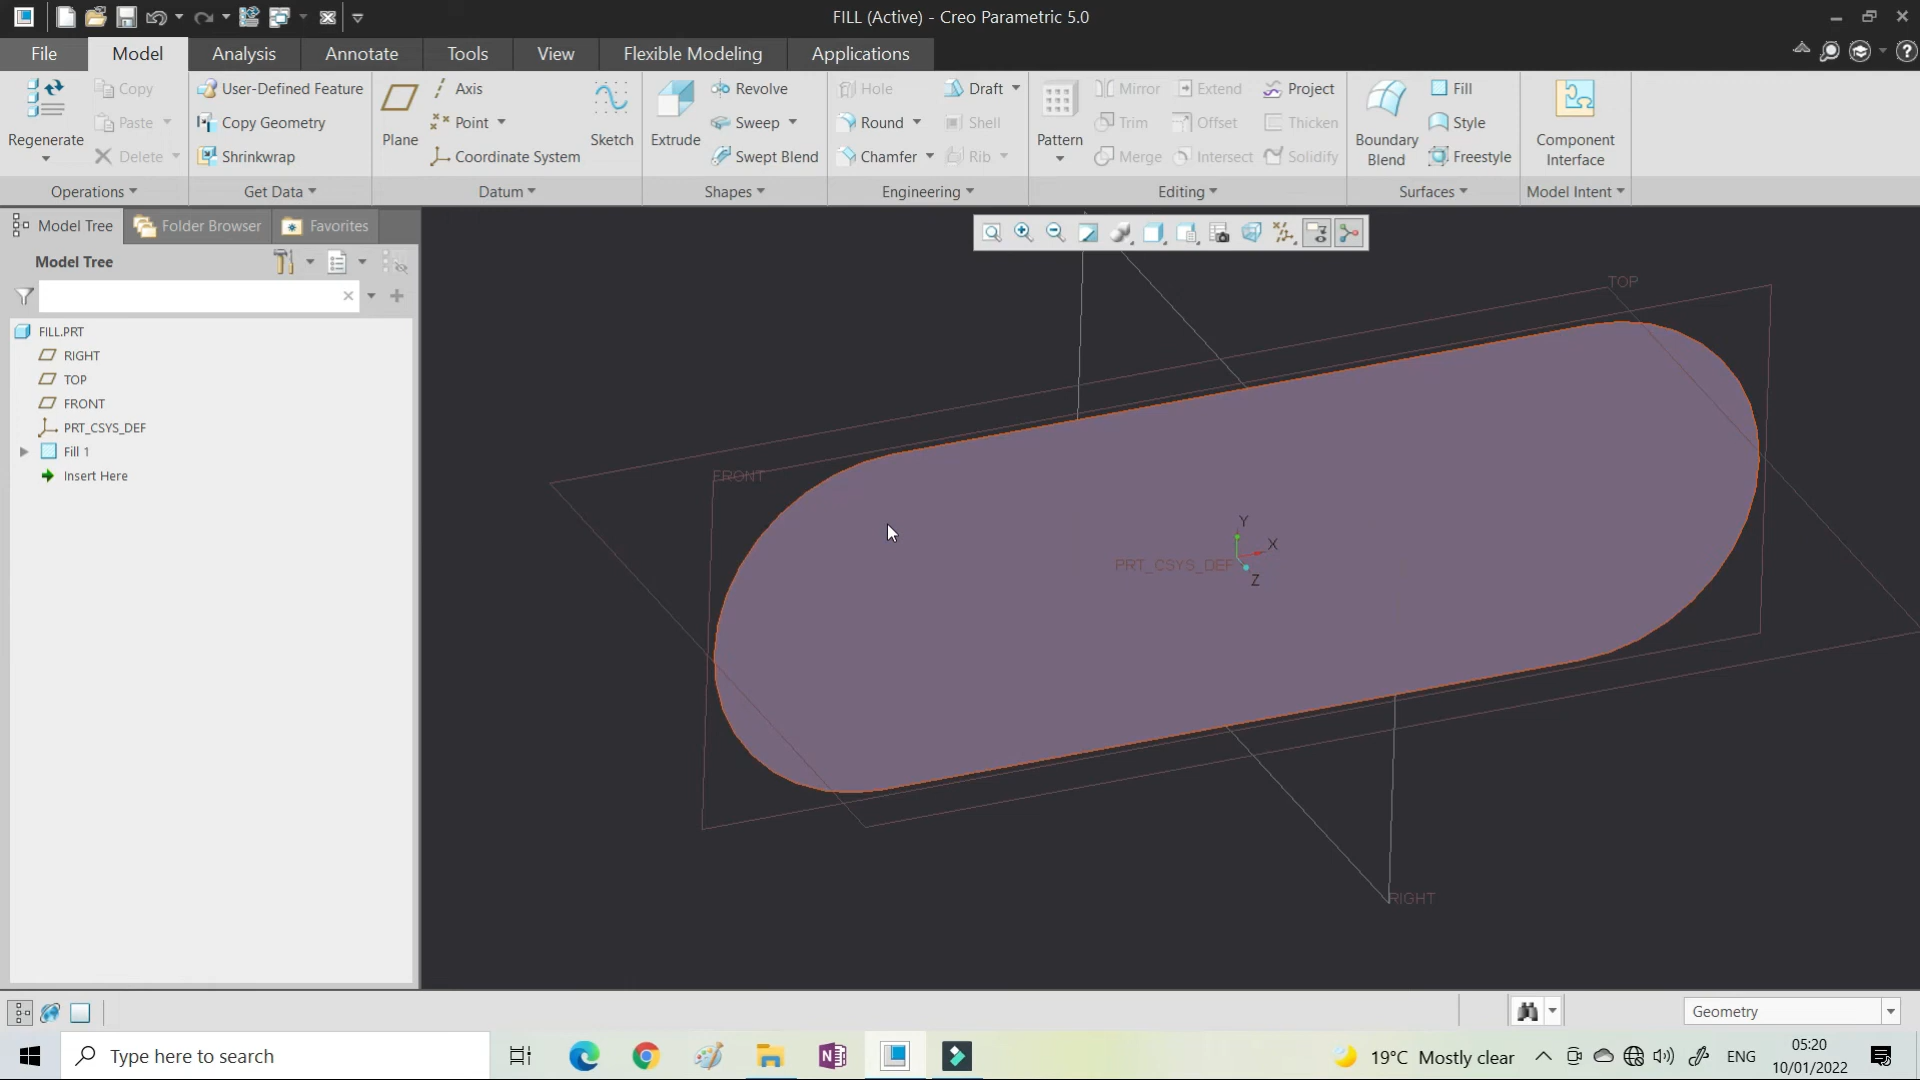 FILL (Active) - Creo Parametric 5.0
File Model Analysis Annotate Tools View Flexible Modeling Applications
Regenerate
Copy
Paste
Delete
Operations
User-Defined Feature
Copy Geometry
Shrinkwrap
Get Data
Plane
Axis
Point
Coordinate System
Sketch
Datum
Extrude
Revolve
Sweep
Swept Blend
Shapes
Hole
Round
Chamfer
Draft
Shell
Rib
Engineering
Pattern
Mirror
Trim
Merge
Extend
Offset
Intersect
Project
Thicken
Solidify
Editing
Boundary
Blend
Fill
Style
Freestyle
Surfaces
Component
Interface
Model Intent
Model Tree Folder Browser Favorites
Model Tree
FILL.PRT
RIGHT
TOP
FRONT
PRT_CSYS_DEF
Fill 1
Insert Here
TOP
FRONT
Y
X
PRT_CSYS_DEF
Z
RIGHT
Geometry
Type here to search
19°C Mostly clear
ENG
05:20
10/01/2022